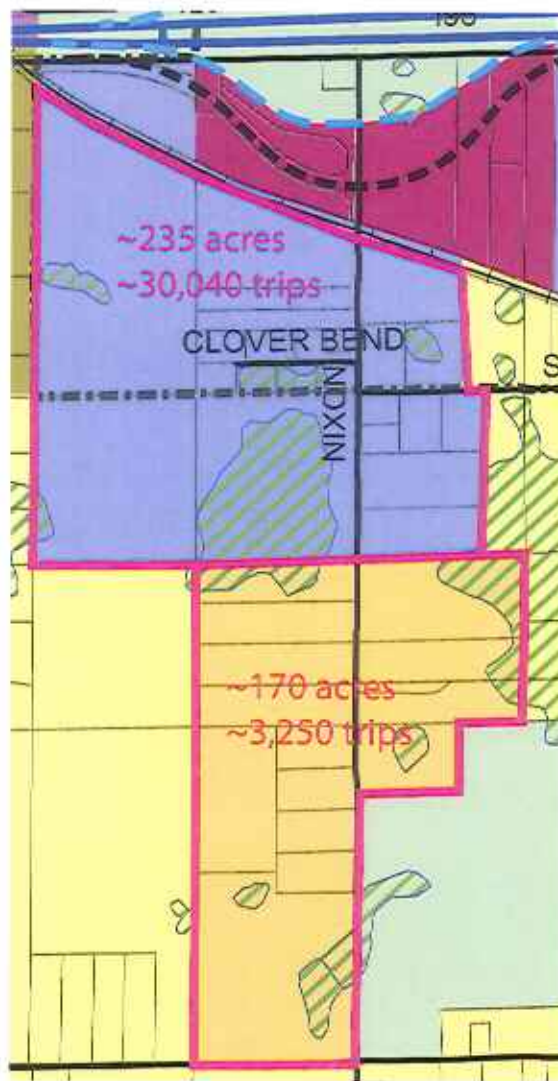 ~235 acres
~30,040 trips
CLOVER BEND
NIXON
S
~170 acres
~3,250 trips